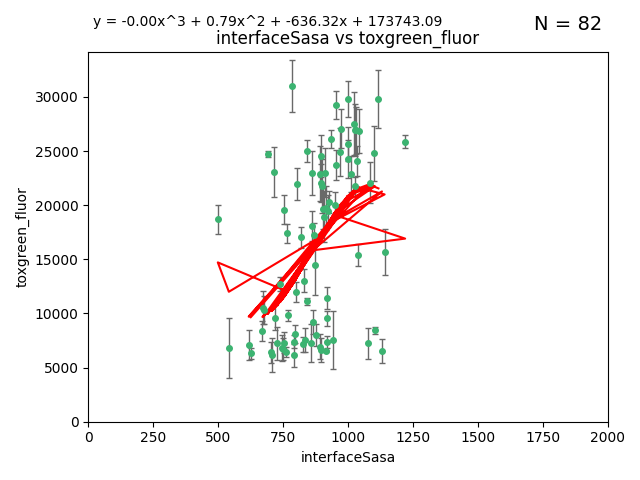 y = -0.00x^3 + 0.79x^2 + -636.32x + 173743.09
N = 82
interfaceSasa vs toxgreen_fluor
30000
25000
20000
15000
10000
5000
0
toxgreen_fluor
0 250 500 750 1000 1250 1500 1750 2000
interfaceSasa